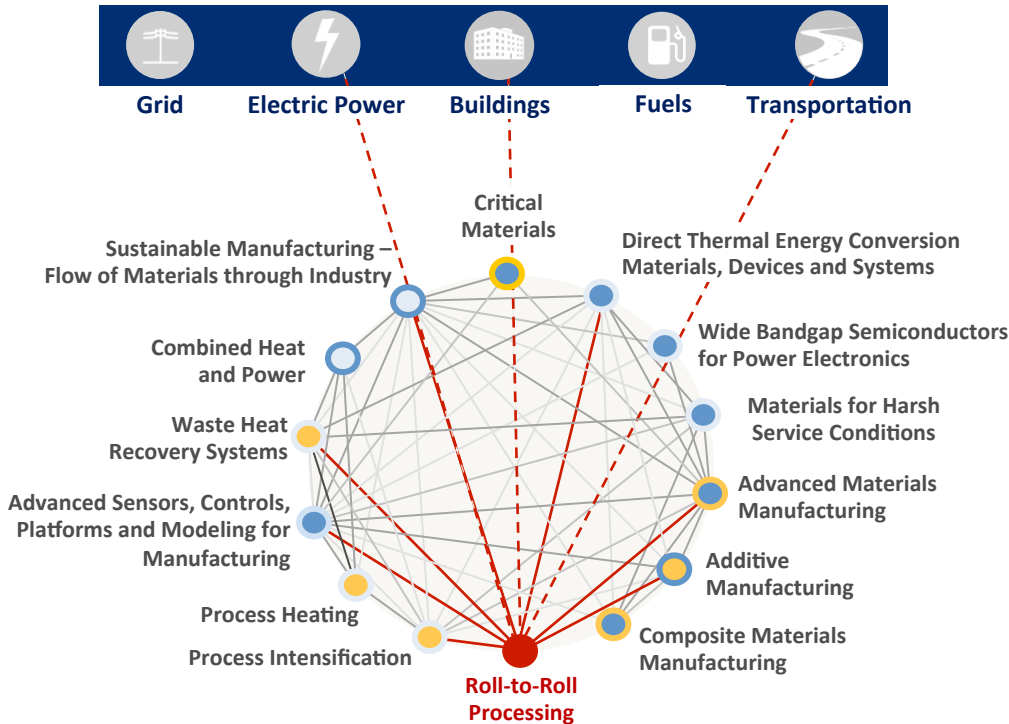 Grid
Electric Power
Buildings
Fuels
Transportation
Critical
Materials
Sustainable Manufacturing –
Flow of Materials through Industry
Direct Thermal Energy Conversion
Materials, Devices and Systems
Combined Heat
and Power
Wide Bandgap Semiconductors
for Power Electronics
Waste Heat
Recovery Systems
Materials for Harsh
Service Conditions
Advanced Sensors, Controls,
Platforms and Modeling for
Manufacturing
Advanced Materials
Manufacturing
Process Heating
Additive
Manufacturing
Process Intensification
Composite Materials
Manufacturing
Roll-to-Roll
Processing